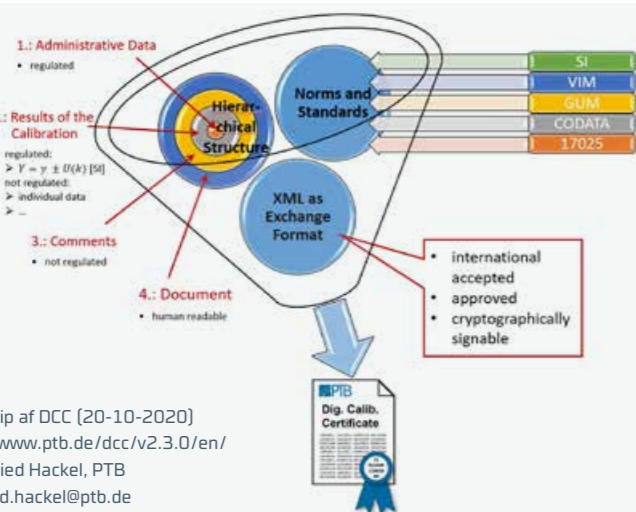 1.: Administrative Data
• regulated
.: Results of the
Calibration
regulated:
➤ Y = y ± U(k) [SI]
not regulated:
➤ individual data
➤ ...
3.: Comments
• not regulated
4.: Document
• human readable
Hierar-
chical
Structure
Norms and
Standards
XML as
Exchange
Format
SI
VIM
GUM
CODATA
17025
• international
accepted
• approved
• cryptographically
signable
PTB
Dig. Calib.
Certificate
ip af DCC (20-10-2020)
www.ptb.de/dcc/v2.3.0/en/
ied Hackel, PTB
d.hackel@ptb.de